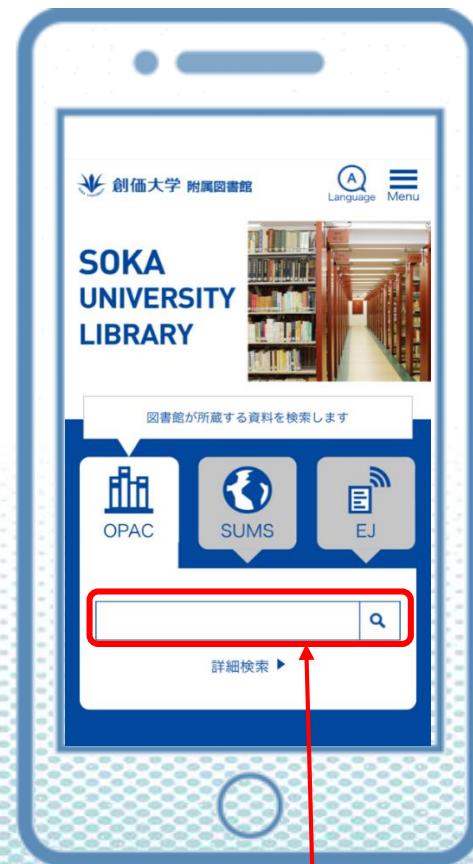 創価大学 附属図書館
A
Language
Menu
SOKA
UNIVERSITY
LIBRARY
図書館が所蔵する資料を検索します
OPAC
SUMS
EJ
詳細検索 ▶